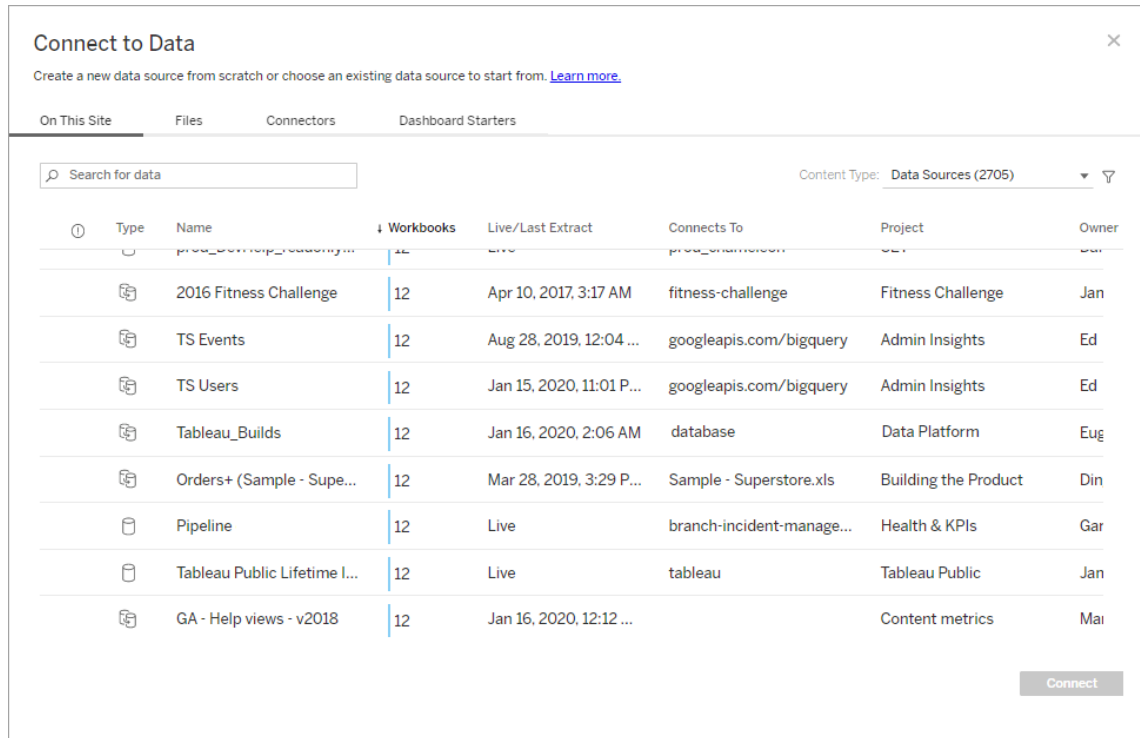 Connect to Data
Create a new data source from scratch or choose an existing data source to start from. Learn more.
On This Site Files Connectors Dashboard Starters
Search for data Content Type: Data Sources (2705)
Type Name ↓ Workbooks Live/Last Extract Connects To Project Owner
2016 Fitness Challenge 12 Apr 10, 2017, 3:17 AM fitness-challenge Fitness Challenge Jan
TS Events 12 Aug 28, 2019, 12:04 ... googleapis.com/bigquery Admin Insights Ed
TS Users 12 Jan 15, 2020, 11:01 P... googleapis.com/bigquery Admin Insights Ed
Tableau_Builds 12 Jan 16, 2020, 2:06 AM database Data Platform Eug
Orders+ (Sample - Supe... 12 Mar 28, 2019, 3:29 P... Sample - Superstore.xls Building the Product Din
Pipeline 12 Live branch-incident-manage... Health & KPIs Gar
Tableau Public Lifetime I... 12 Live tableau Tableau Public Jan
GA - Help views - v2018 12 Jan 16, 2020, 12:12 ... Content metrics Mar
Connect